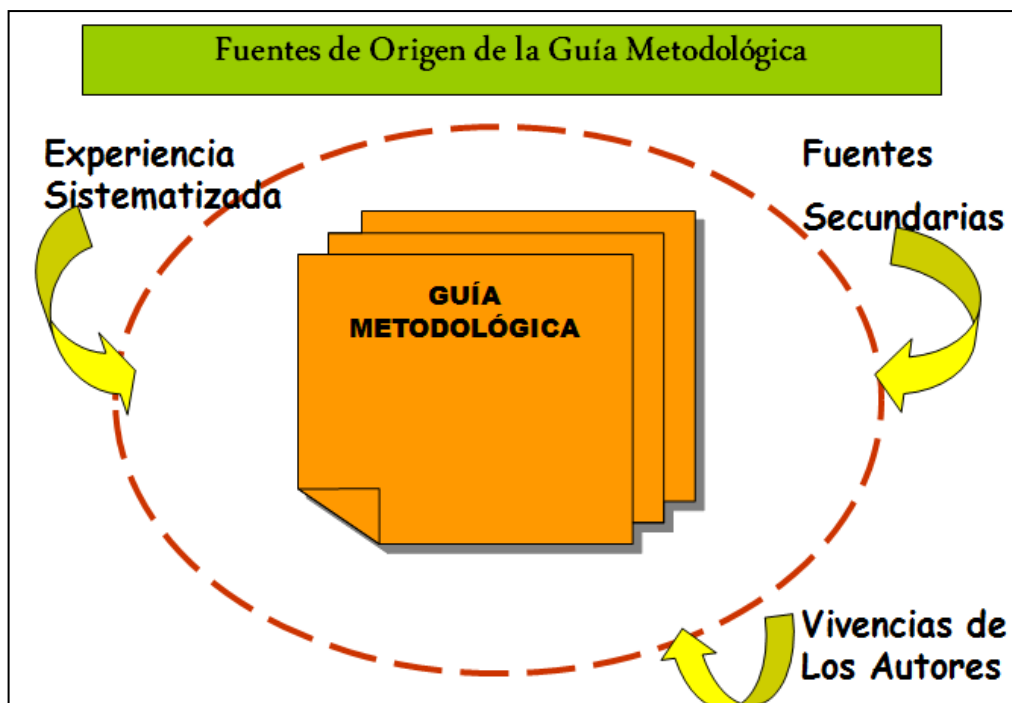 Fuentes de Origen de la Guía Metodológica
Experiencia
Sistematizada
Fuentes
Secundarias
GUÍA
METODOLÓGICA
Vivencias de
Los Autores